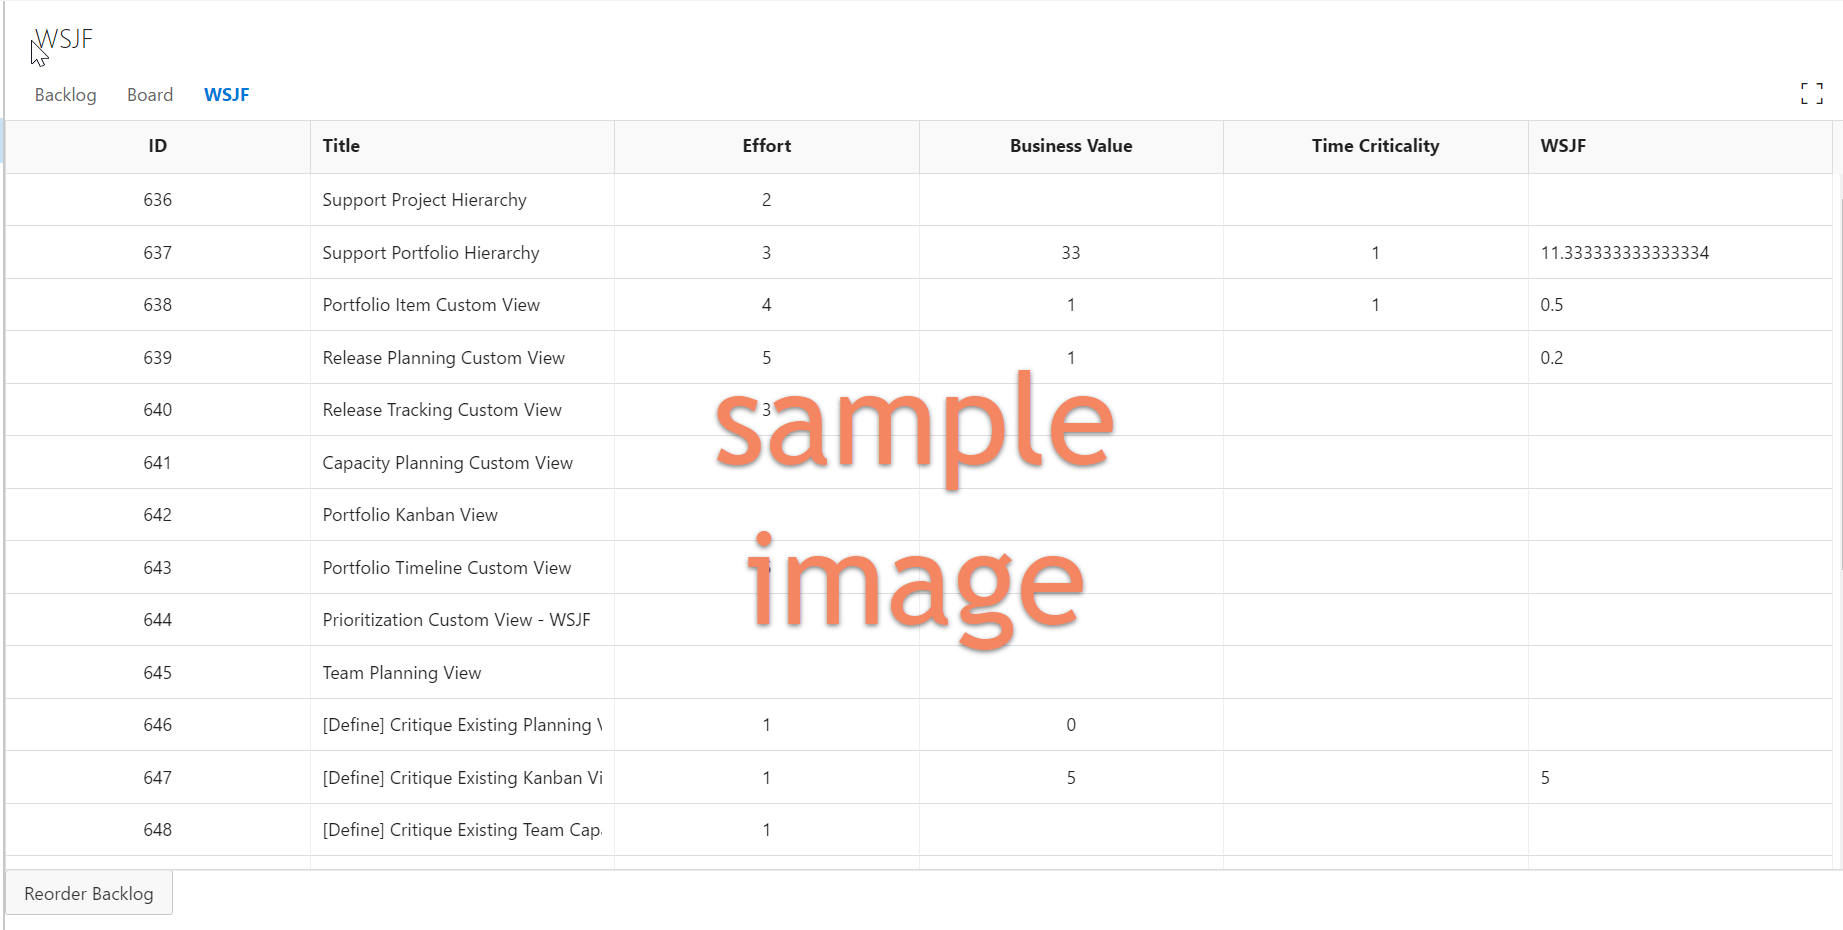 WSJF
Backlog Board WSJF
ID Title Effort Business Value Time Criticality WSJF
636 Support Project Hierarchy 2
637 Support Portfolio Hierarchy 3 33 1 11.333333333333334
638 Portfolio Item Custom View 4 1 1 0.5
639 Release Planning Custom View 5 1 0.2
640 Release Tracking Custom View 3
sample
641 Capacity Planning Custom View
642 Portfolio Kanban View
643 Portfolio Timeline Custom View
image
644 Prioritization Custom View - WSJF
645 Team Planning View
646 [Define] Critique Existing Planning 1 0
647 [Define] Critique Existing Kanban Vi 1 5 5
648 [Define] Critique Existing Team Cap 1
Reorder Backlog